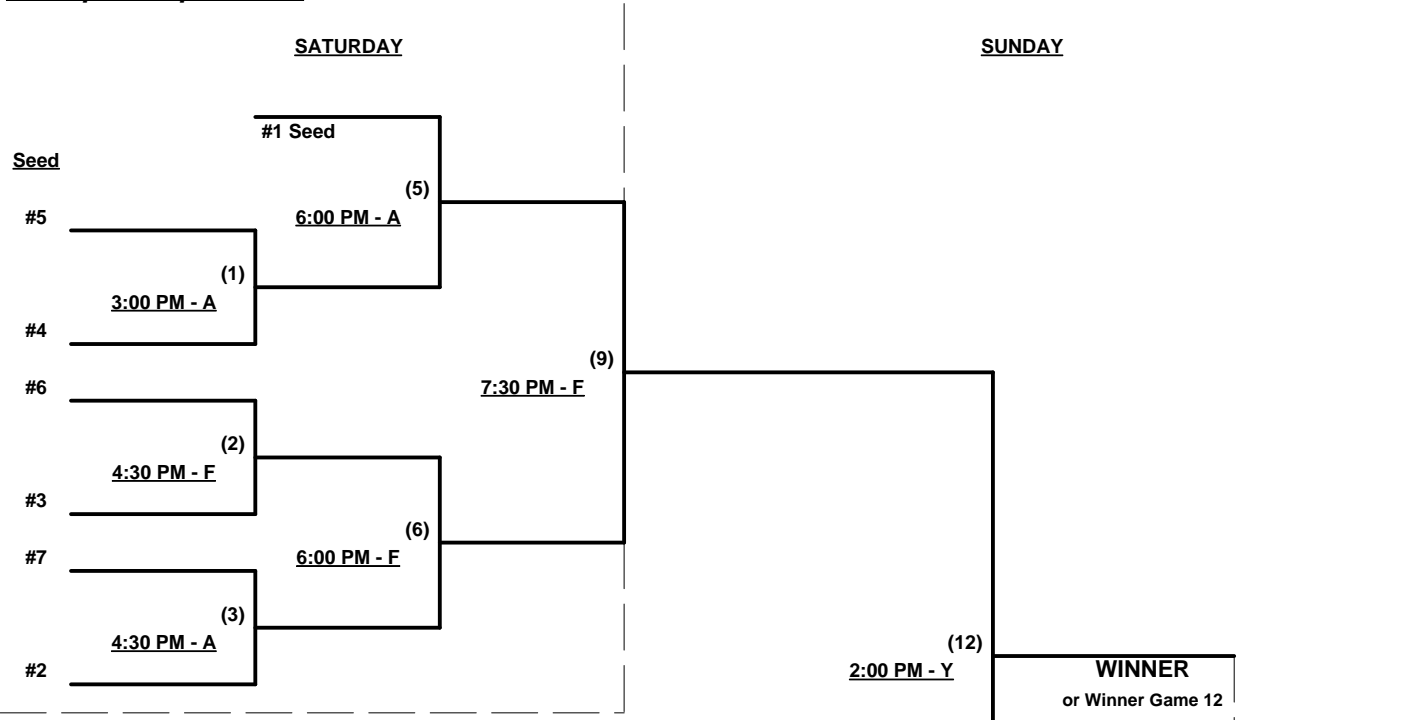 SATURDAY
SUNDAY
#1 Seed
Seed
(5)
#5
6:00 PM - A
(1)
3:00 PM - A
#4
(9)
#6
7:30 PM - F
(2)
4:30 PM - F
#3
(6)
#7
6:00 PM - F
(3)
4:30 PM - A
(12)
#2
2:00 PM - Y
WINNER
or Winner Game 12